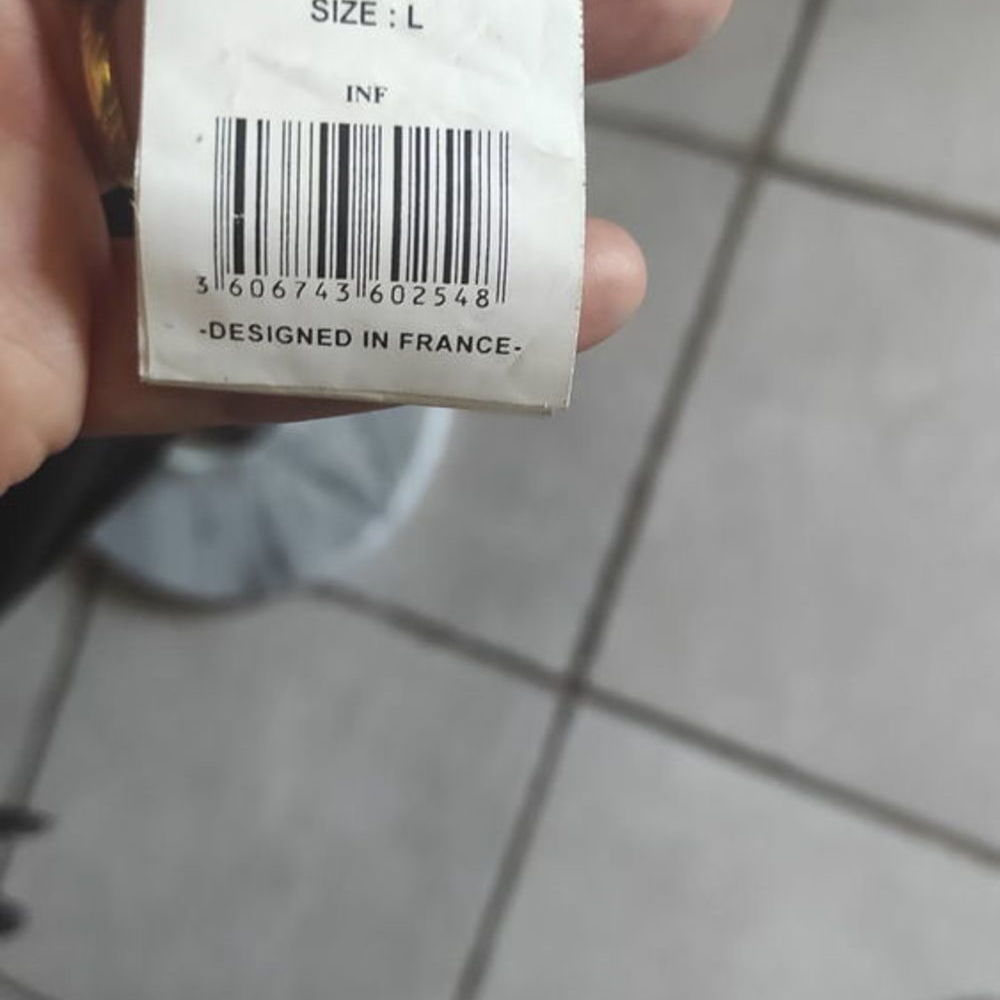 SIZE : L
INF
3 606743 602548
-DESIGNED IN FRANCE-